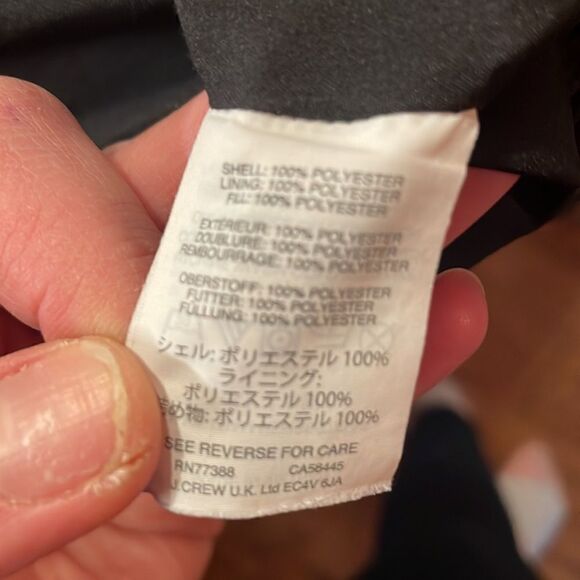 SHELL: 100% POLYESTER
LINING: 100% POLYESTER
FILL: 100% POLYESTER
EXTÉRIEUR: 100% POLYESTER
DOUBLURE: 100% POLYESTER
REMBOURRAGE: 100% POLYESTER
OBERSTOFF: 100% POLYESTER
FUTTER: 100% POLYESTER
FÜLLUNG: 100% POLYESTER
シェル: ポリエステル 100%
ライニング:
ポリエステル 100%
め物: ポリエステル 100%
SEE REVERSE FOR CARE
RN77388 CA58445
J.CREW U.K. Ltd EC4V 6JA